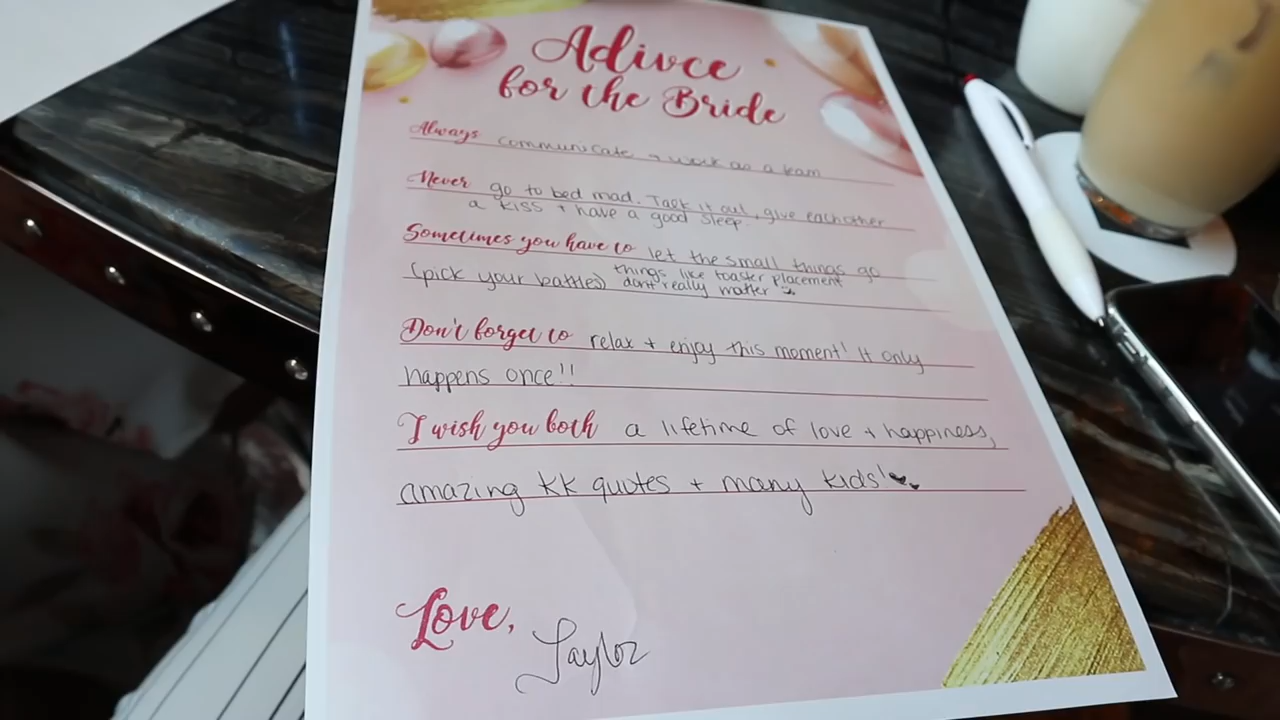 Adivce
for the Bride
Always communicate + work as a team
Never go to bed mad. Talk it out, give eachother
a kiss + have a good sleep.
Sometimes you have to let the small things go
(pick your battles) things like toaster placement
dont really matter
Don't forget to relax + enjoy this moment! It only
happens once!!
I wish you both a lifetime of love + happiness,
amazing KK quotes + many kids!
Love, Taylor